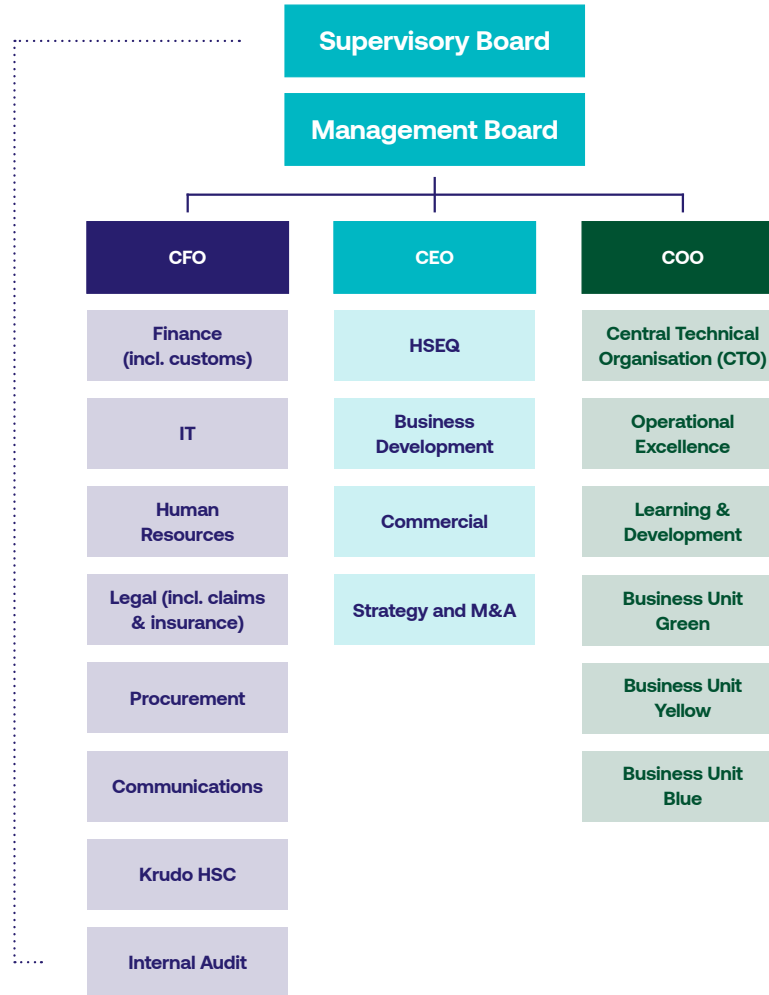 Supervisory Board
Management Board
CFO
Finance
(incl. customs)
IT
Human
Resources
Legal (incl. claims
& insurance)
Procurement
Communications
Krudo HSC
Internal Audit
CEO
HSEQ
Business
Development
Commercial
Strategy and M&A
COO
Central Technical
Organisation (CTO)
Operational
Excellence
Learning &
Development
Business Unit
Green
Business Unit
Yellow
Business Unit
Blue